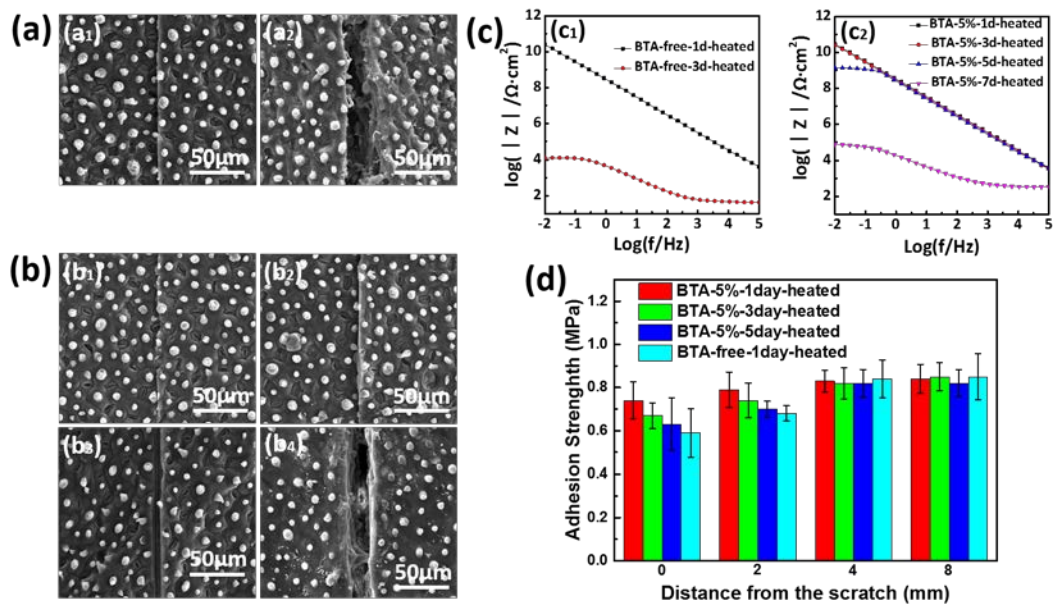 (a)
(a₁)
50μm
(a₂)
50μm
(b)
(b₁)
50μm
(b₂)
50μm
(b₃)
50μm
(b₄)
50μm
(c)
(c₁)
BTA-free-1d-heated
BTA-free-3d-heated
log( | Z | /Ω·cm²)
10
8
6
4
2
-2 -1 0 1 2 3 4 5
Log(f/Hz)
(c₂)
BTA-5%-1d-heated
BTA-5%-3d-heated
BTA-5%-5d-heated
BTA-5%-7d-heated
log( | Z | /Ω·cm²)
10
8
6
4
2
-2 -1 0 1 2 3 4 5
Log(f/Hz)
(d)
BTA-5%-1day-heated
BTA-5%-3day-heated
BTA-5%-5day-heated
BTA-free-1day-heated
Adhesion Strenghth (MPa)
1.2
1.0
0.8
0.6
0.4
0.2
0.0
0 2 4 8
Distance from the scratch (mm)